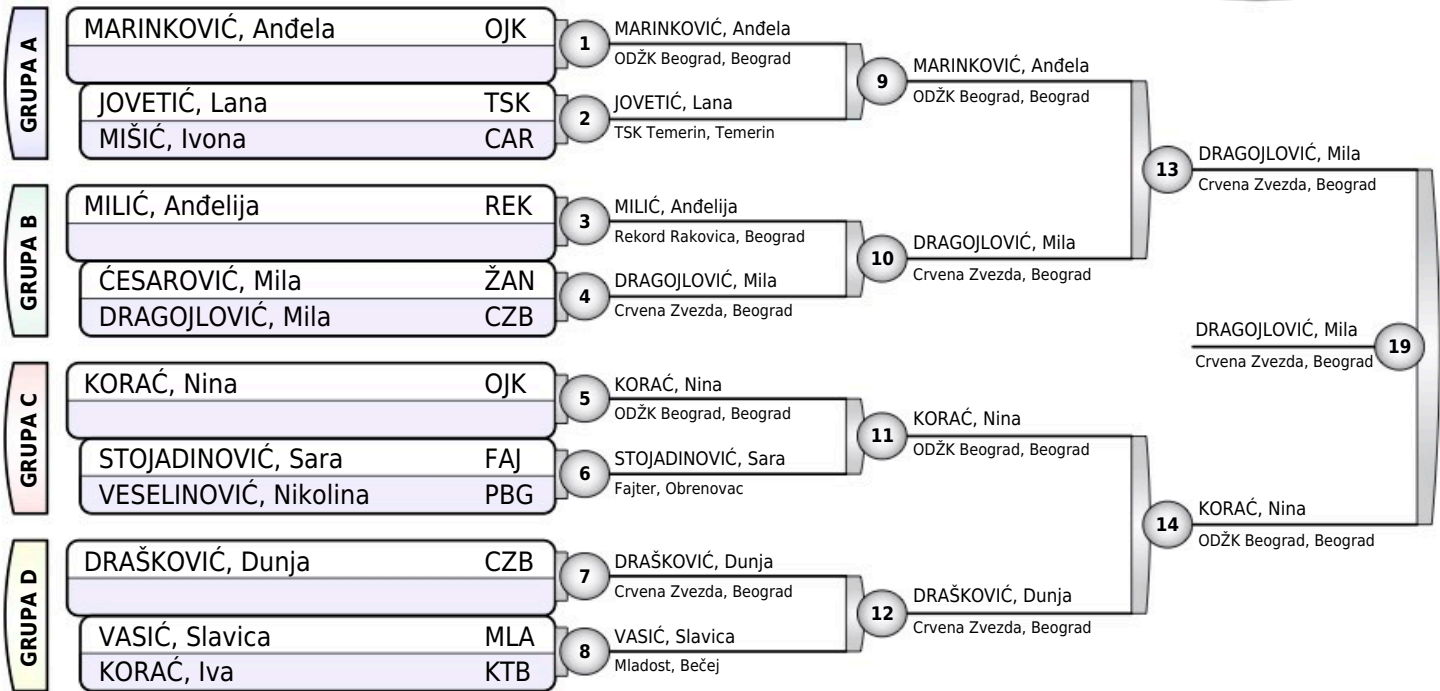 GRUPA A
MARINKOVIĆ, Anđela OJK
JOVETIĆ, Lana TSK
MIŠIĆ, Ivona CAR
GRUPA B
MILIĆ, Anđelija REK
ĆESAROVIĆ, Mila ŽAN
DRAGOJLOVIĆ, Mila CZB
GRUPA C
KORAĆ, Nina OJK
STOJADINOVIĆ, Sara FAJ
VESELINOVIĆ, Nikolina PBG
GRUPA D
DRAŠKOVIĆ, Dunja CZB
VASIĆ, Slavica MLA
KORAĆ, Iva KTB
1
MARINKOVIĆ, Anđela
ODŽK Beograd, Beograd
2
JOVETIĆ, Lana
TSK Temerin, Temerin
3
MILIĆ, Anđelija
Rekord Rakovica, Beograd
4
DRAGOJLOVIĆ, Mila
Crvena Zvezda, Beograd
5
KORAĆ, Nina
ODŽK Beograd, Beograd
6
STOJADINOVIĆ, Sara
Fajter, Obrenovac
7
DRAŠKOVIĆ, Dunja
Crvena Zvezda, Beograd
8
VASIĆ, Slavica
Mladost, Bečej
9
MARINKOVIĆ, Anđela
ODŽK Beograd, Beograd
10
DRAGOJLOVIĆ, Mila
Crvena Zvezda, Beograd
11
KORAĆ, Nina
ODŽK Beograd, Beograd
12
DRAŠKOVIĆ, Dunja
Crvena Zvezda, Beograd
13
DRAGOJLOVIĆ, Mila
Crvena Zvezda, Beograd
14
KORAĆ, Nina
ODŽK Beograd, Beograd
DRAGOJLOVIĆ, Mila
Crvena Zvezda, Beograd
19